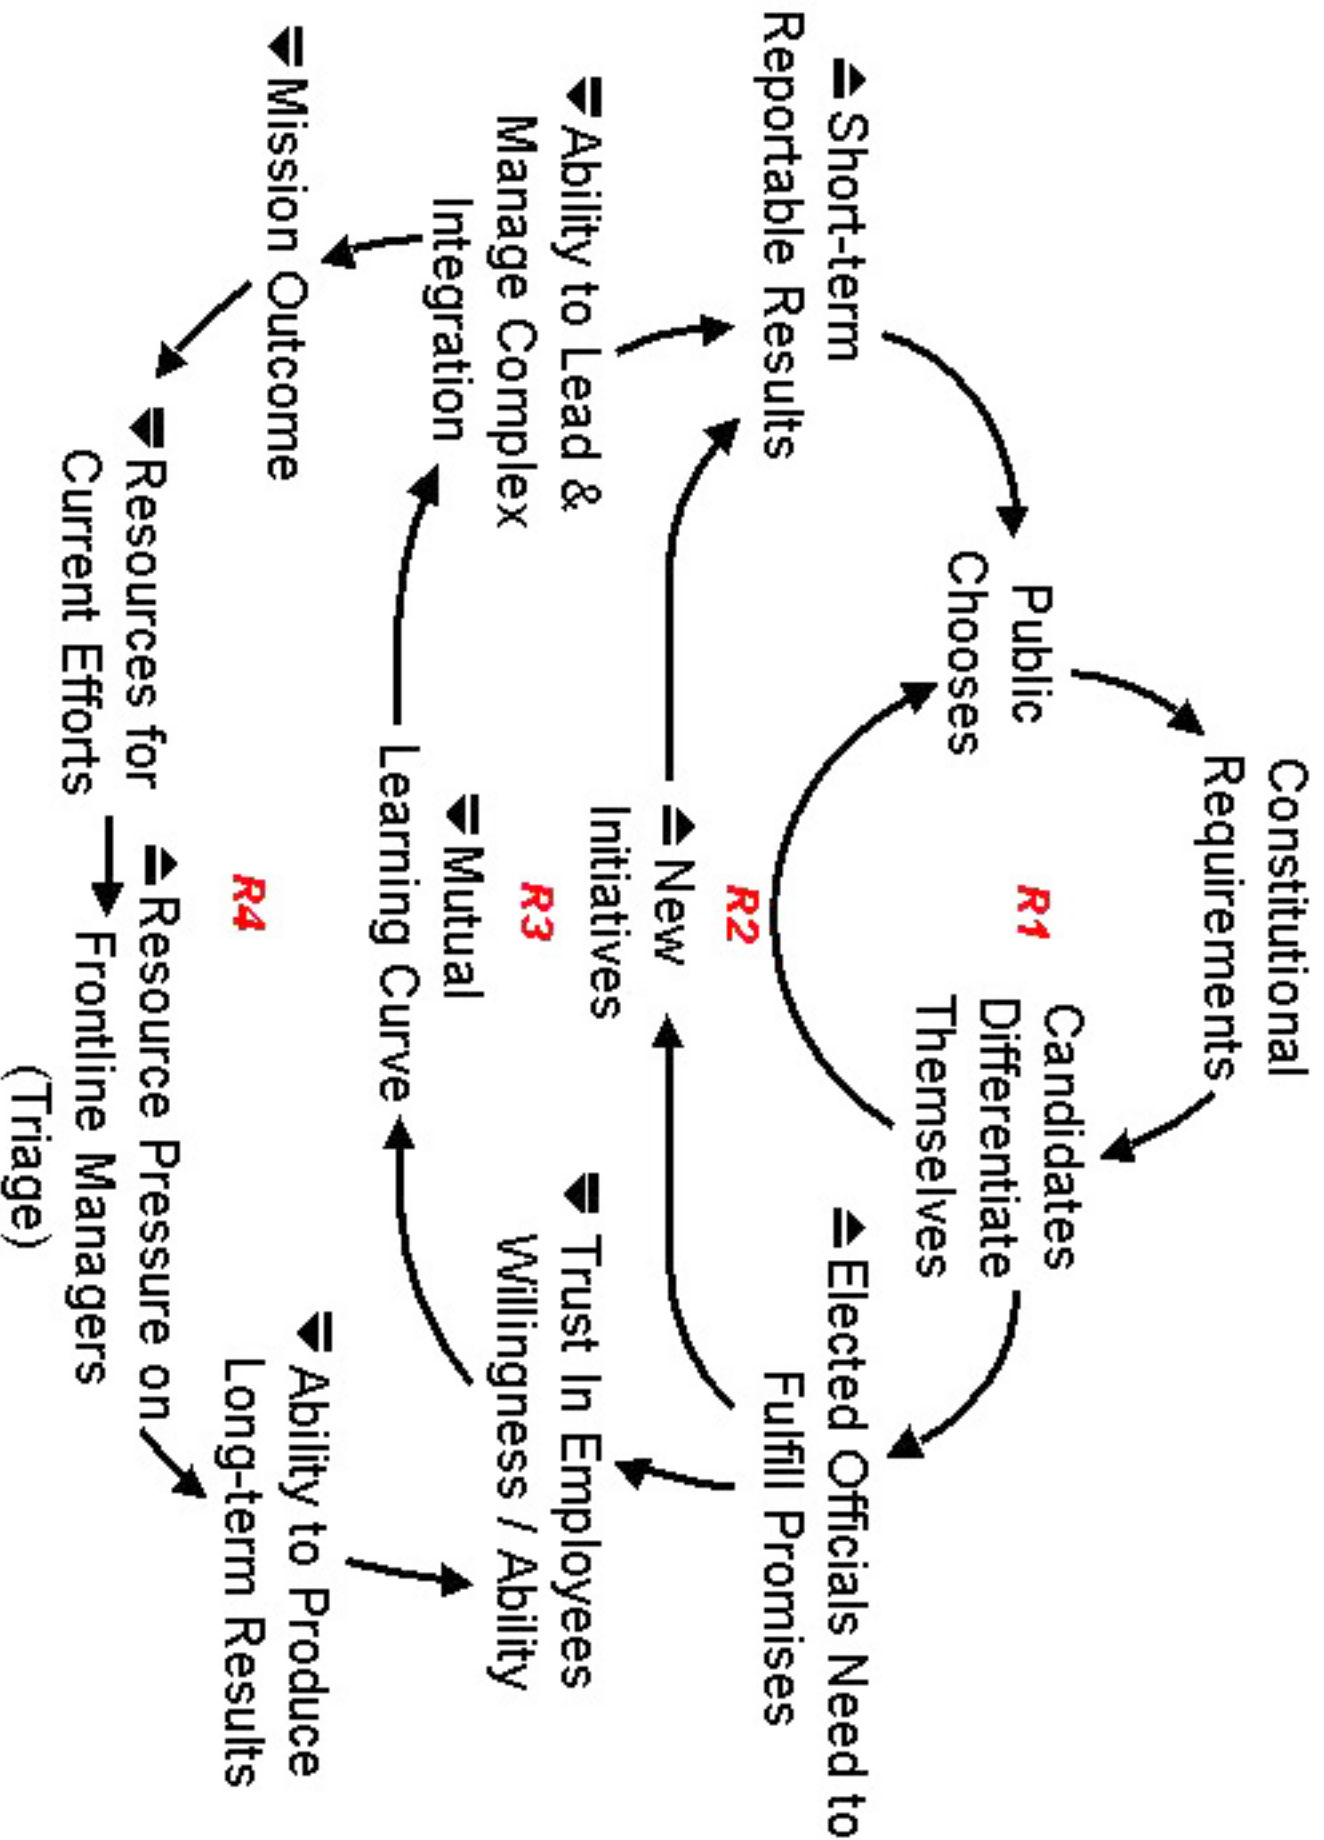 Constitutional
Requirements
R1
Public
Chooses
Candidates
Differentiate
Themselves
Short-term
Reportable Results
Elected Officials Need to
Fulfill Promises
R2
New
Initiatives
R3
Ability to Lead &
Manage Complex
Integration
Trust In Employees
Willingness / Ability
Mutual
Learning Curve
R4
Mission Outcome
Ability to Produce
Long-term Results
Resources for
Current Efforts
Resource Pressure on
Frontline Managers
(Triage)